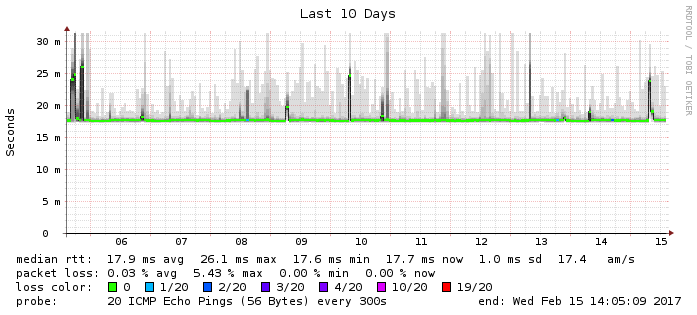 Last 10 Days
RRDTOOL / TOBI OETIKER
Seconds
30 m
25 m
20 m
15 m
10 m
5 m
0
06 07 08 09 10 11 12 13 14 15
median rtt: 17.9 ms avg 26.1 ms max 17.6 ms min 17.7 ms now 1.0 ms sd 17.4 am/s
packet loss: 0.03 % avg 5.43 % max 0.00 % min 0.00 % now
loss color: 0 1/20 2/20 3/20 4/20 10/20 19/20
probe: 20 ICMP Echo Pings (56 Bytes) every 300s end: Wed Feb 15 14:05:09 2017